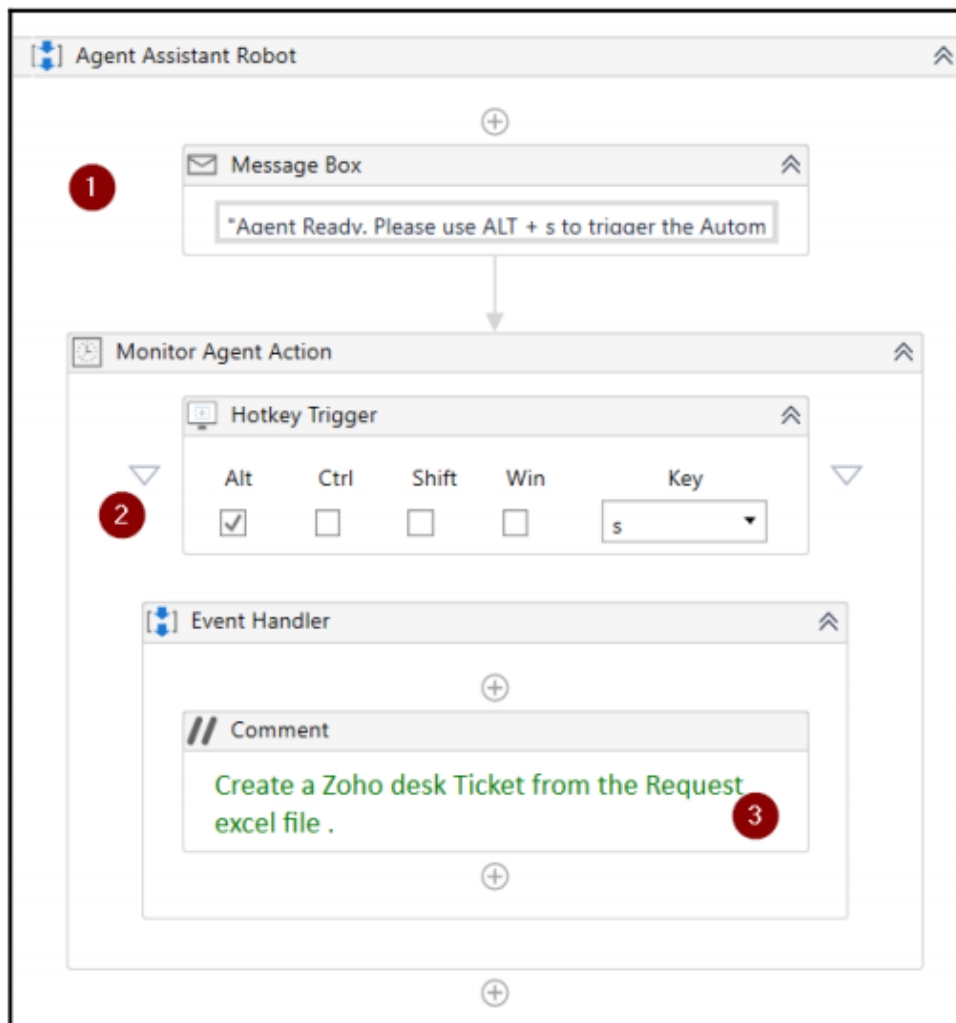 Agent Assistant Robot
1
Message Box
"Agent Ready. Please use ALT + s to trigger the Autom
Monitor Agent Action
Hotkey Trigger
Alt Ctrl Shift Win Key
2
s
Event Handler
// Comment
Create a Zoho desk Ticket from the Request
excel file .
3